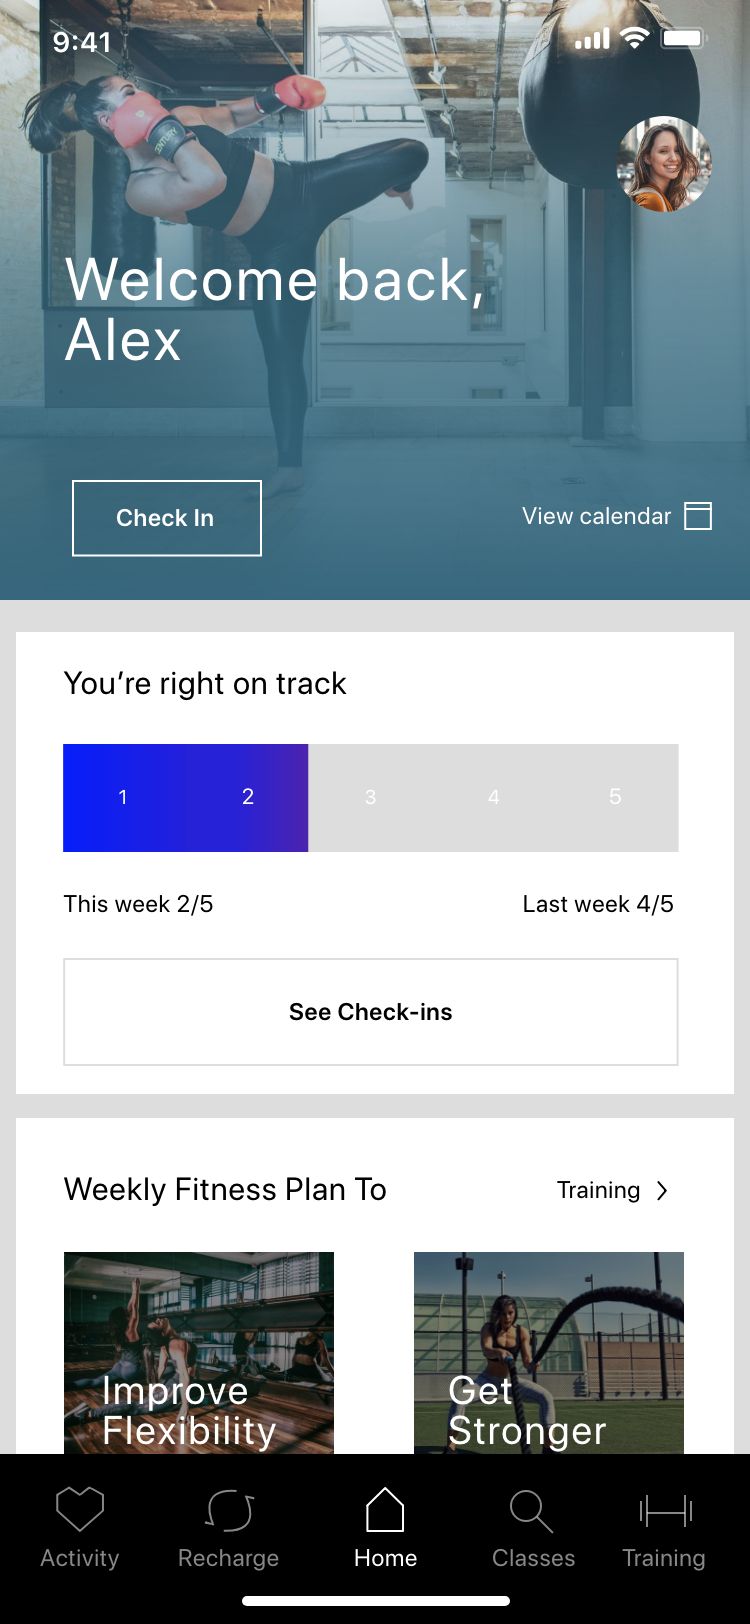 9:41
CENTURY
Welcome back,
Alex
Check In
View calendar
You’re right on track
1 2 3 4 5
This week 2/5
Last week 4/5
See Check-ins
Weekly Fitness Plan To
Training
Improve
Flexibility
Get
Stronger
Activity
Recharge
Home
Classes
Training